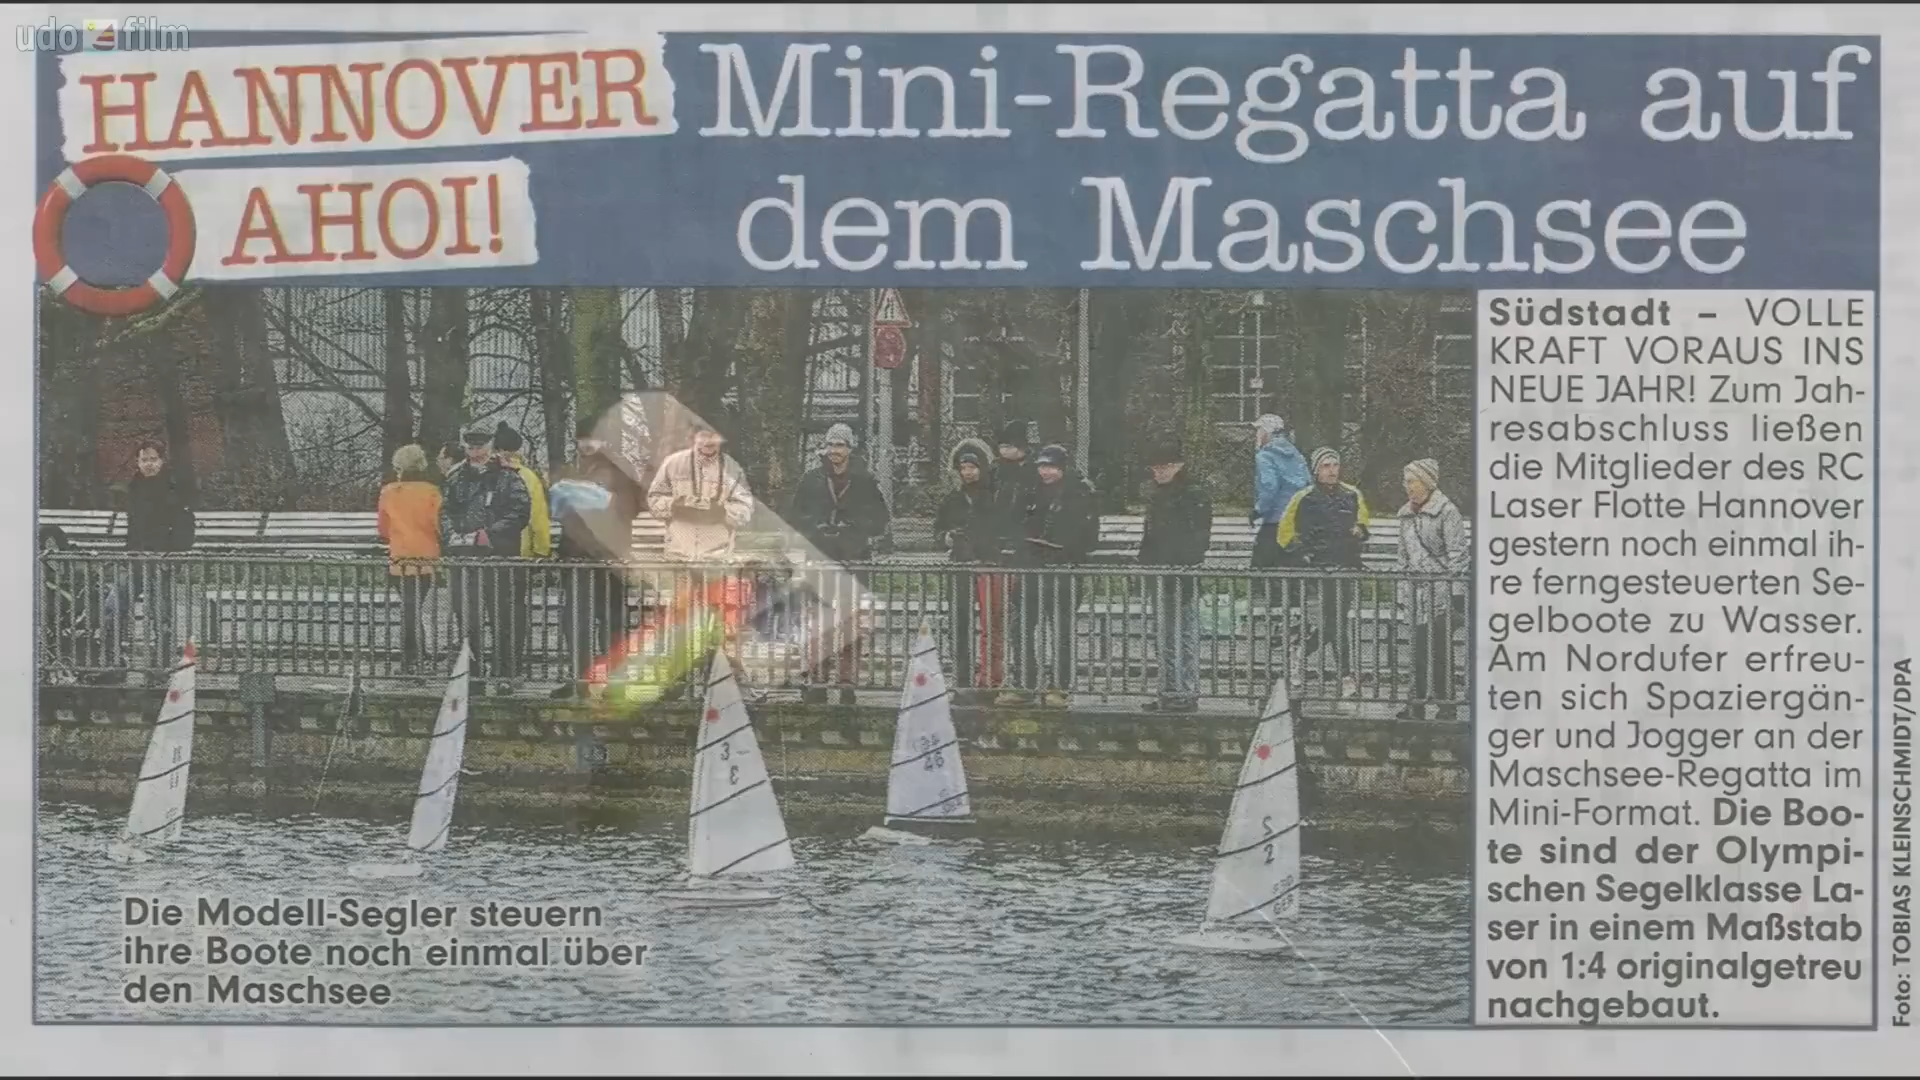 udo film
HANNOVER
AHOI!
Mini-Regatta auf
dem Maschsee
Südstadt – VOLLE
KRAFT VORAUS INS
NEUE JAHR! Zum Jah-
resabschluss ließen
die Mitglieder des RC
Laser Flotte Hannover
gestern noch einmal ih-
re ferngesteuerten Se-
gelboote zu Wasser.
Am Nordufer erfreu-
ten sich Spaziergän-
ger und Jogger an der
Maschsee-Regatta im
Mini-Format. Die Boo-
te sind der Olympi-
schen Segelklasse La-
ser in einem Maßstab
von 1:4 originalgetreu
nachgebaut.
Die Modell-Segler steuern
ihre Boote noch einmal über
den Maschsee
Foto: TOBIAS KLEINSCHMIDT/DPA